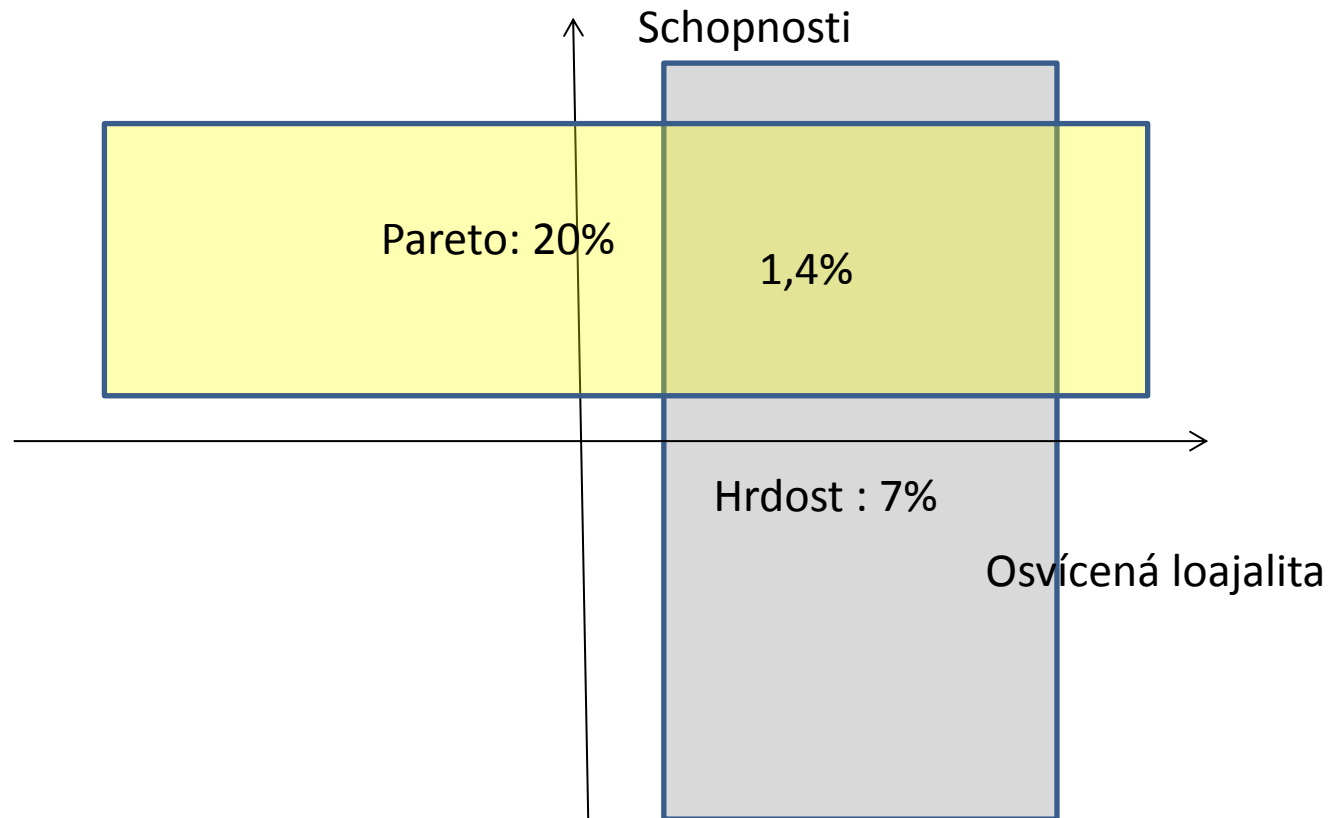 Schopnosti
Pareto: 20%
1,4%
Hrdost : 7%
Osvícená loajalita